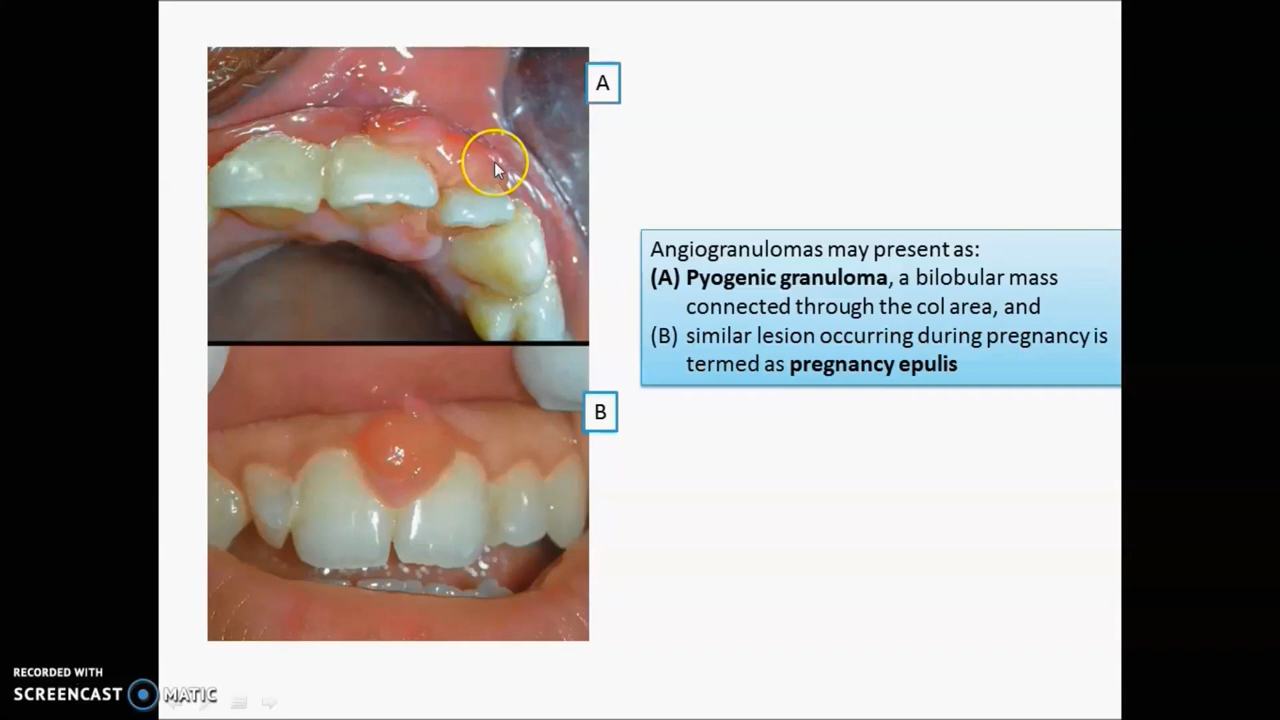 A
Angiogranulomas may present as:
(A) Pyogenic granuloma, a bilobular mass
connected through the col area, and
(B) similar lesion occurring during pregnancy is
termed as pregnancy epulis
B
RECORDED WITH
SCREENCAST MATIC